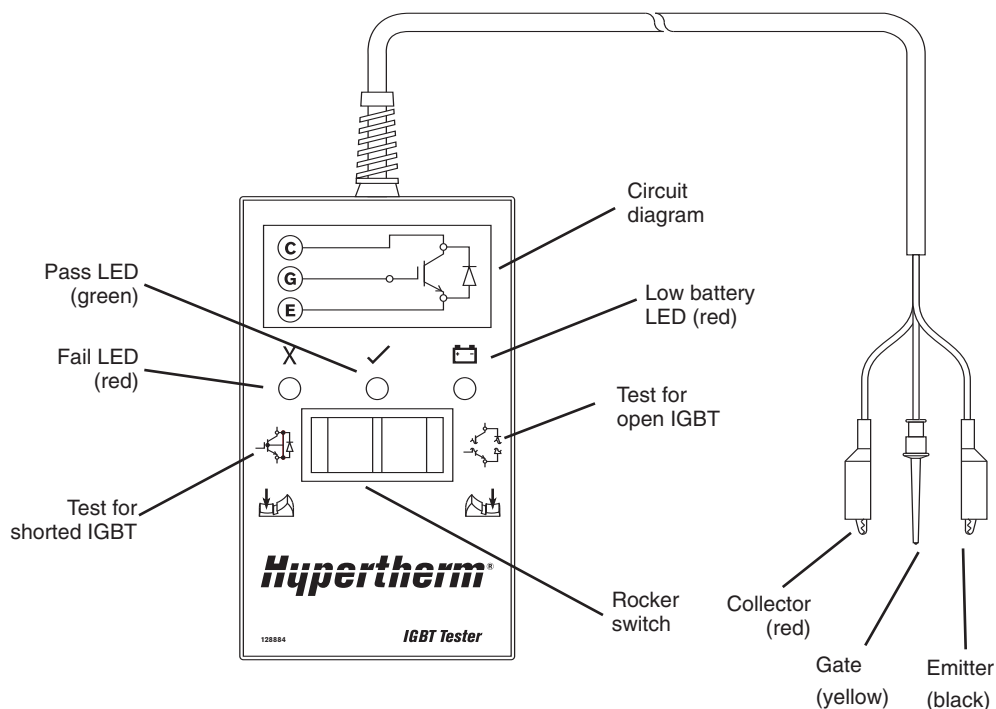 Circuit
diagram
C
G
E
Pass LED
(green)
Low battery
LED (red)
Fail LED
(red)
X
Test for
open IGBT
Test for
shorted IGBT
Hypertherm®
Rocker
switch
Collector
(red)
128884
IGBT Tester
Gate
(yellow)
Emitter
(black)